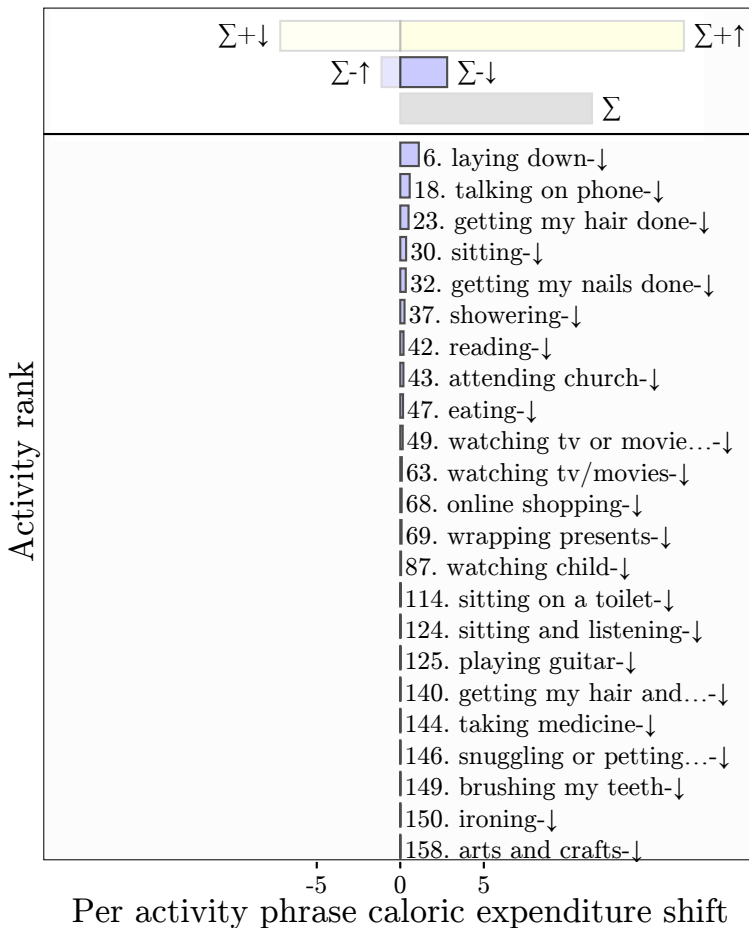 ∑+↓ ∑+↑
∑-↑ ∑-↓
∑
6. laying down-↓
18. talking on phone-↓
23. getting my hair done-↓
30. sitting-↓
32. getting my nails done-↓
37. showering-↓
42. reading-↓
43. attending church-↓
47. eating-↓
49. watching tv or movie…-↓
63. watching tv/movies-↓
68. online shopping-↓
69. wrapping presents-↓
87. watching child-↓
114. sitting on a toilet-↓
124. sitting and listening-↓
125. playing guitar-↓
140. getting my hair and…-↓
144. taking medicine-↓
146. snuggling or petting…-↓
149. brushing my teeth-↓
150. ironing-↓
158. arts and crafts-↓
Activity rank
-5 0 5
Per activity phrase caloric expenditure shift